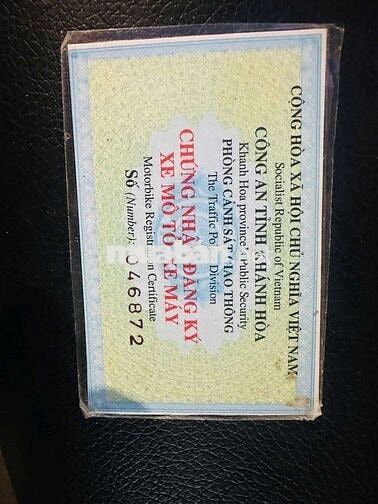 CỘNG HÒA XÃ HỘI CHỦ NGHĨA VIỆT NAM
Socialist Republic of Vietnam
CÔNG AN TỈNH KHÁNH HÒA
Khanh Hoa province's Public Security
PHÒNG CẢNH SÁT GIAO THÔNG
The Traffic Police Division
CHỨNG NHẬN ĐĂNG KÝ
XE MÔ TÔ, XE MÁY
Motorbike Registration Certificate
Số (Number): 046872